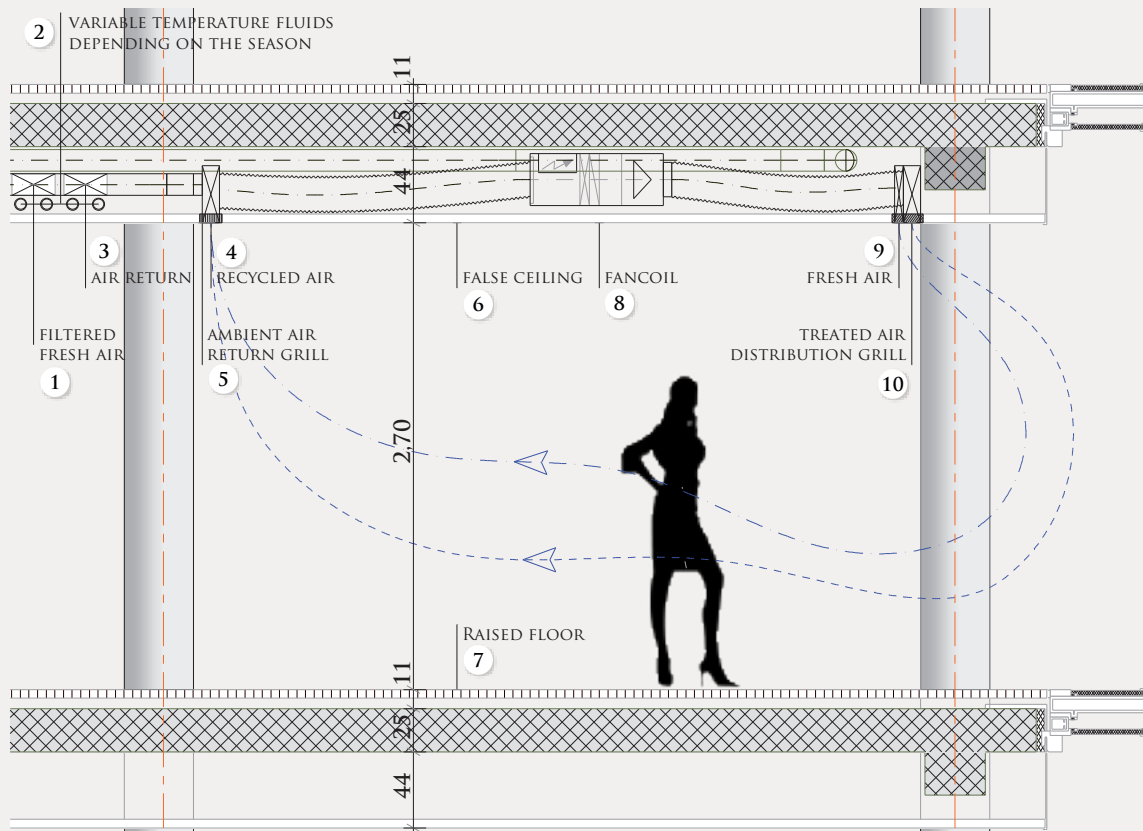 2
VARIABLE TEMPERATURE FLUIDS
DEPENDING ON THE SEASON
11
25
44
3
AIR RETURN
4
RECYCLED AIR
FALSE CEILING
6
FANCOIL
8
9
FRESH AIR
FILTERED
FRESH AIR
1
AMBIENT AIR
RETURN GRILL
5
TREATED AIR
DISTRIBUTION GRILL
10
2,70
RAISED FLOOR
7
11
25
44